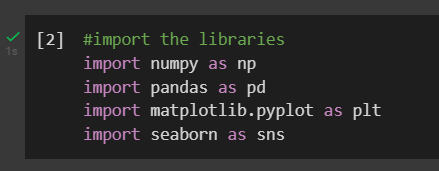 [2] #import the libraries
import numpy as np
import pandas as pd
import matplotlib.pyplot as plt
import seaborn as sns
1s